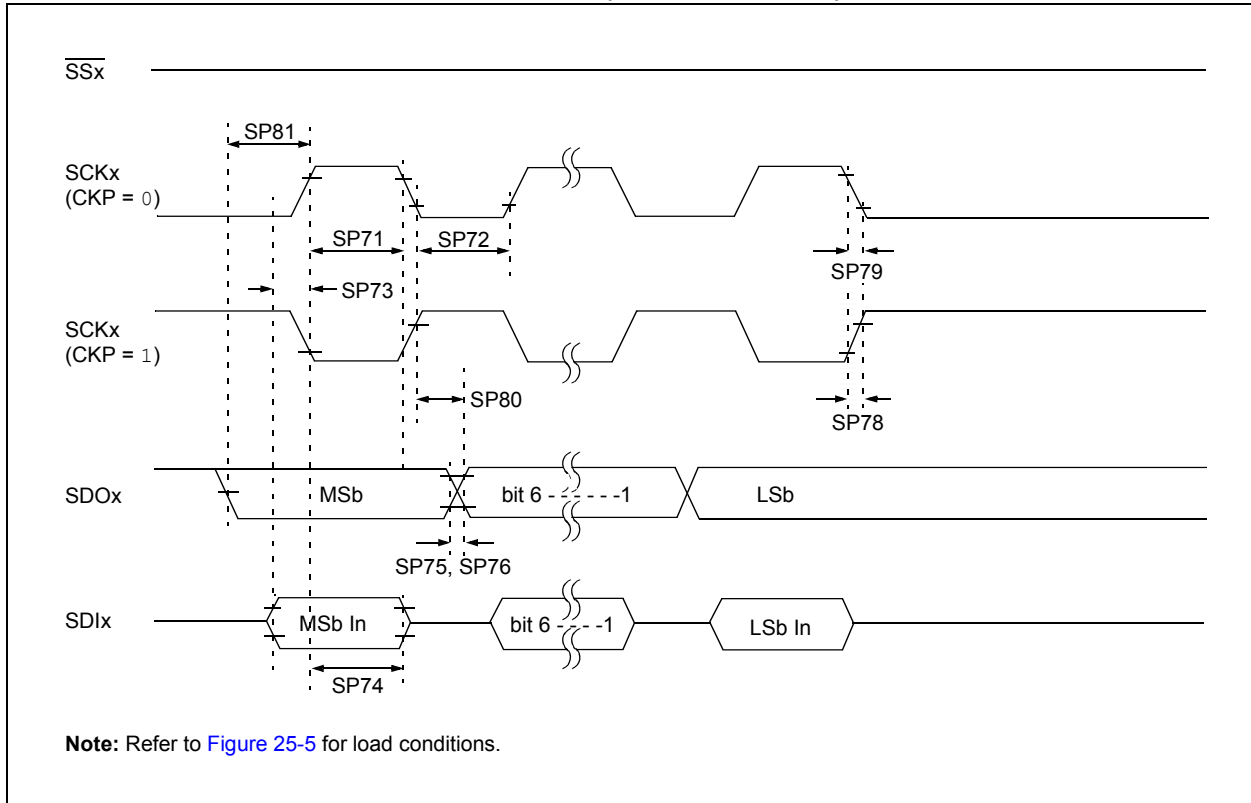 SSx
SP81
SCKx
(CKP = 0)
SP71
SP72
SP79
SP73
SCKx
(CKP = 1)
SP80
SP78
SDOx
MSb
bit 6 - - - - - -1
LSb
SP75, SP76
SDIx
MSb In
bit 6 - - - -1
LSb In
SP74
Note: Refer to Figure 25-5 for load conditions.